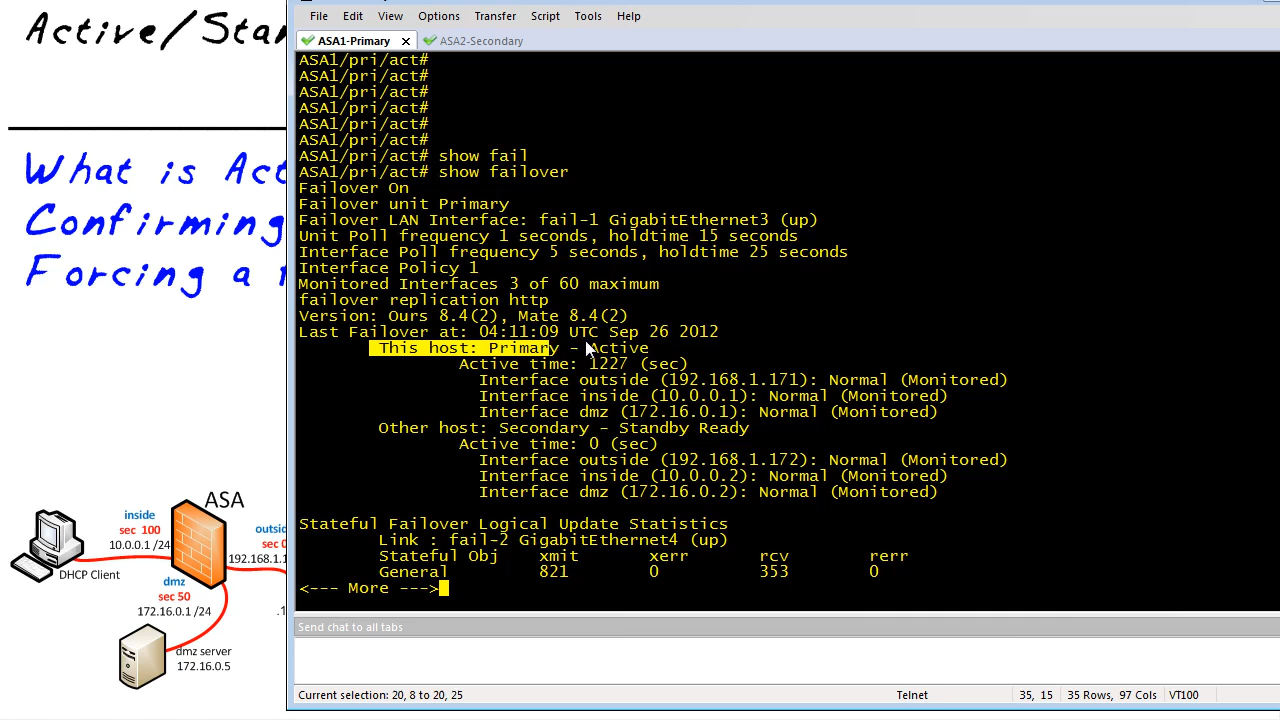 Active/Stan
What is Act
Confirming
Forcing a
ASA
inside
sec 100
10.0.0.1 /24
DHCP Client
outsid
sec
192.168.1.1
dmz
sec 50
172.16.0.1 /24
.1
dmz server
172.16.0.5
File Edit View Options Transfer Script Tools Help
ASA1-Primary ASA2-Secondary
ASA1/pri/act#
ASA1/pri/act#
ASA1/pri/act#
ASA1/pri/act#
ASA1/pri/act#
ASA1/pri/act#
ASA1/pri/act# show fail
ASA1/pri/act# show failover
Failover On
Failover unit Primary
Failover LAN Interface: fail-1 GigabitEthernet3 (up)
Unit Poll frequency 1 seconds, holdtime 15 seconds
Interface Poll frequency 5 seconds, holdtime 25 seconds
Interface Policy 1
Monitored Interfaces 3 of 60 maximum
failover replication http
Version: Ours 8.4(2), Mate 8.4(2)
Last Failover at: 04:11:09 UTC Sep 26 2012
This host: Primary - Active
Active time: 1227 (sec)
Interface outside (192.168.1.171): Normal (Monitored)
Interface inside (10.0.0.1): Normal (Monitored)
Interface dmz (172.16.0.1): Normal (Monitored)
Other host: Secondary - Standby Ready
Active time: 0 (sec)
Interface outside (192.168.1.172): Normal (Monitored)
Interface inside (10.0.0.2): Normal (Monitored)
Interface dmz (172.16.0.2): Normal (Monitored)
Stateful Failover Logical Update Statistics
Link : fail-2 GigabitEthernet4 (up)
Stateful Obj xmit xerr rcv rerr
General 821 0 353 0
<--- More --->
Send chat to all tabs
Current selection: 20, 8 to 20, 25 Telnet 35, 15 35 Rows, 97 Cols VT100